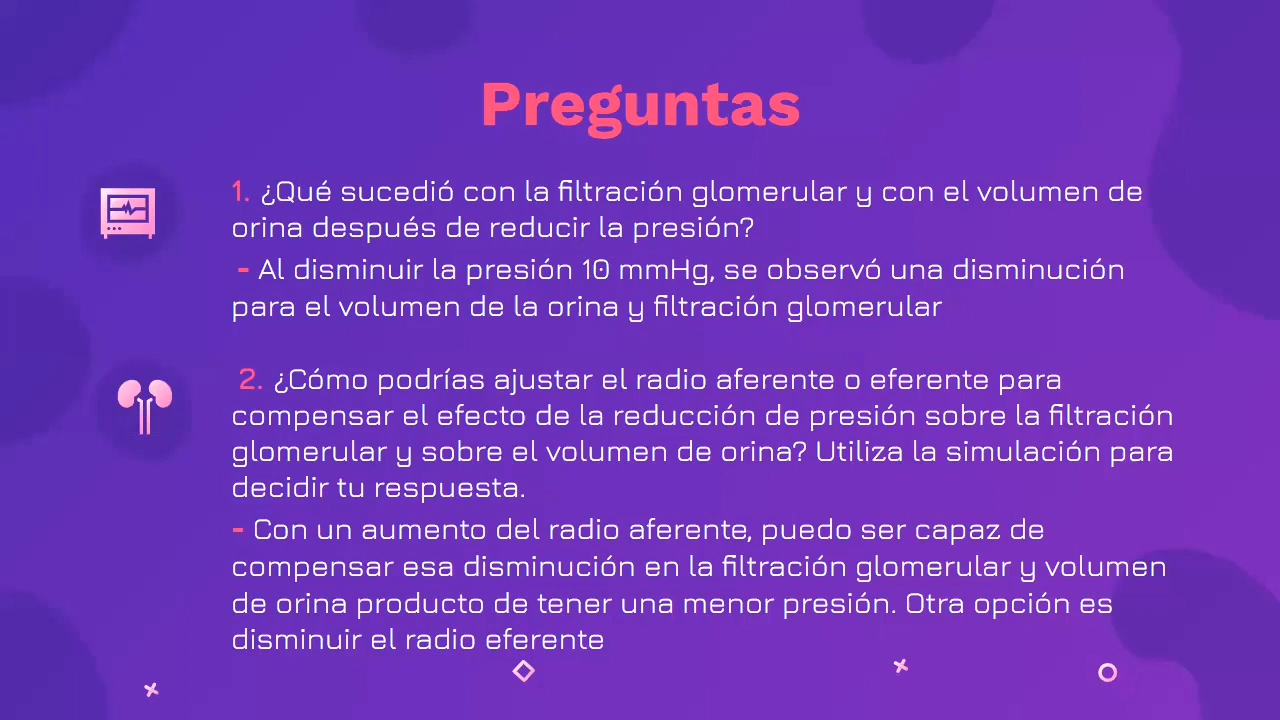 Preguntas
1. ¿Qué sucedió con la filtración glomerular y con el volumen de
orina después de reducir la presión?
- Al disminuir la presión 10 mmHg, se observó una disminución
para el volumen de la orina y filtración glomerular
2. ¿Cómo podrías ajustar el radio aferente o eferente para
compensar el efecto de la reducción de presión sobre la filtración
glomerular y sobre el volumen de orina? Utiliza la simulación para
decidir tu respuesta.
- Con un aumento del radio aferente, puedo ser capaz de
compensar esa disminución en la filtración glomerular y volumen
de orina producto de tener una menor presión. Otra opción es
disminuir el radio eferente